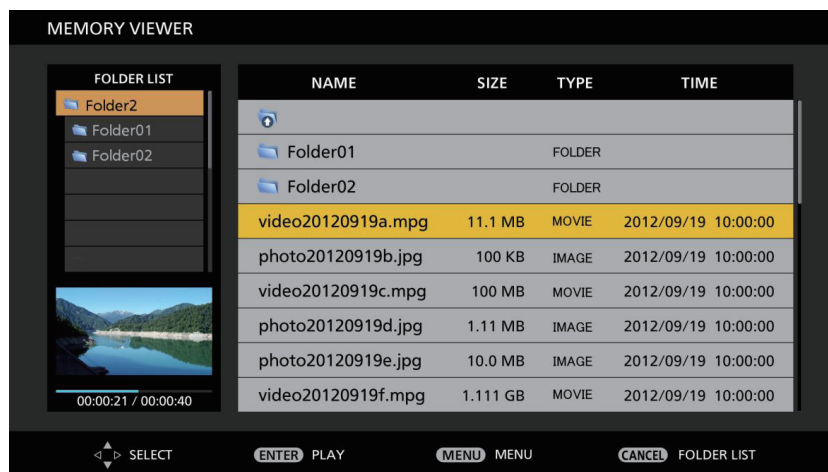 MEMORY VIEWER
FOLDER LIST
Folder2
Folder01
Folder02
00:00:21 / 00:00:40
NAME SIZE TYPE TIME
Folder01 FOLDER
Folder02 FOLDER
video20120919a.mpg 11.1 MB MOVIE 2012/09/19 10:00:00
photo20120919b.jpg 100 KB IMAGE 2012/09/19 10:00:00
video20120919c.mpg 100 MB MOVIE 2012/09/19 10:00:00
photo20120919d.jpg 1.11 MB IMAGE 2012/09/19 10:00:00
photo20120919e.jpg 10.0 MB IMAGE 2012/09/19 10:00:00
video20120919f.mpg 1.111 GB MOVIE 2012/09/19 10:00:00
SELECT ENTER PLAY MENU MENU CANCEL FOLDER LIST